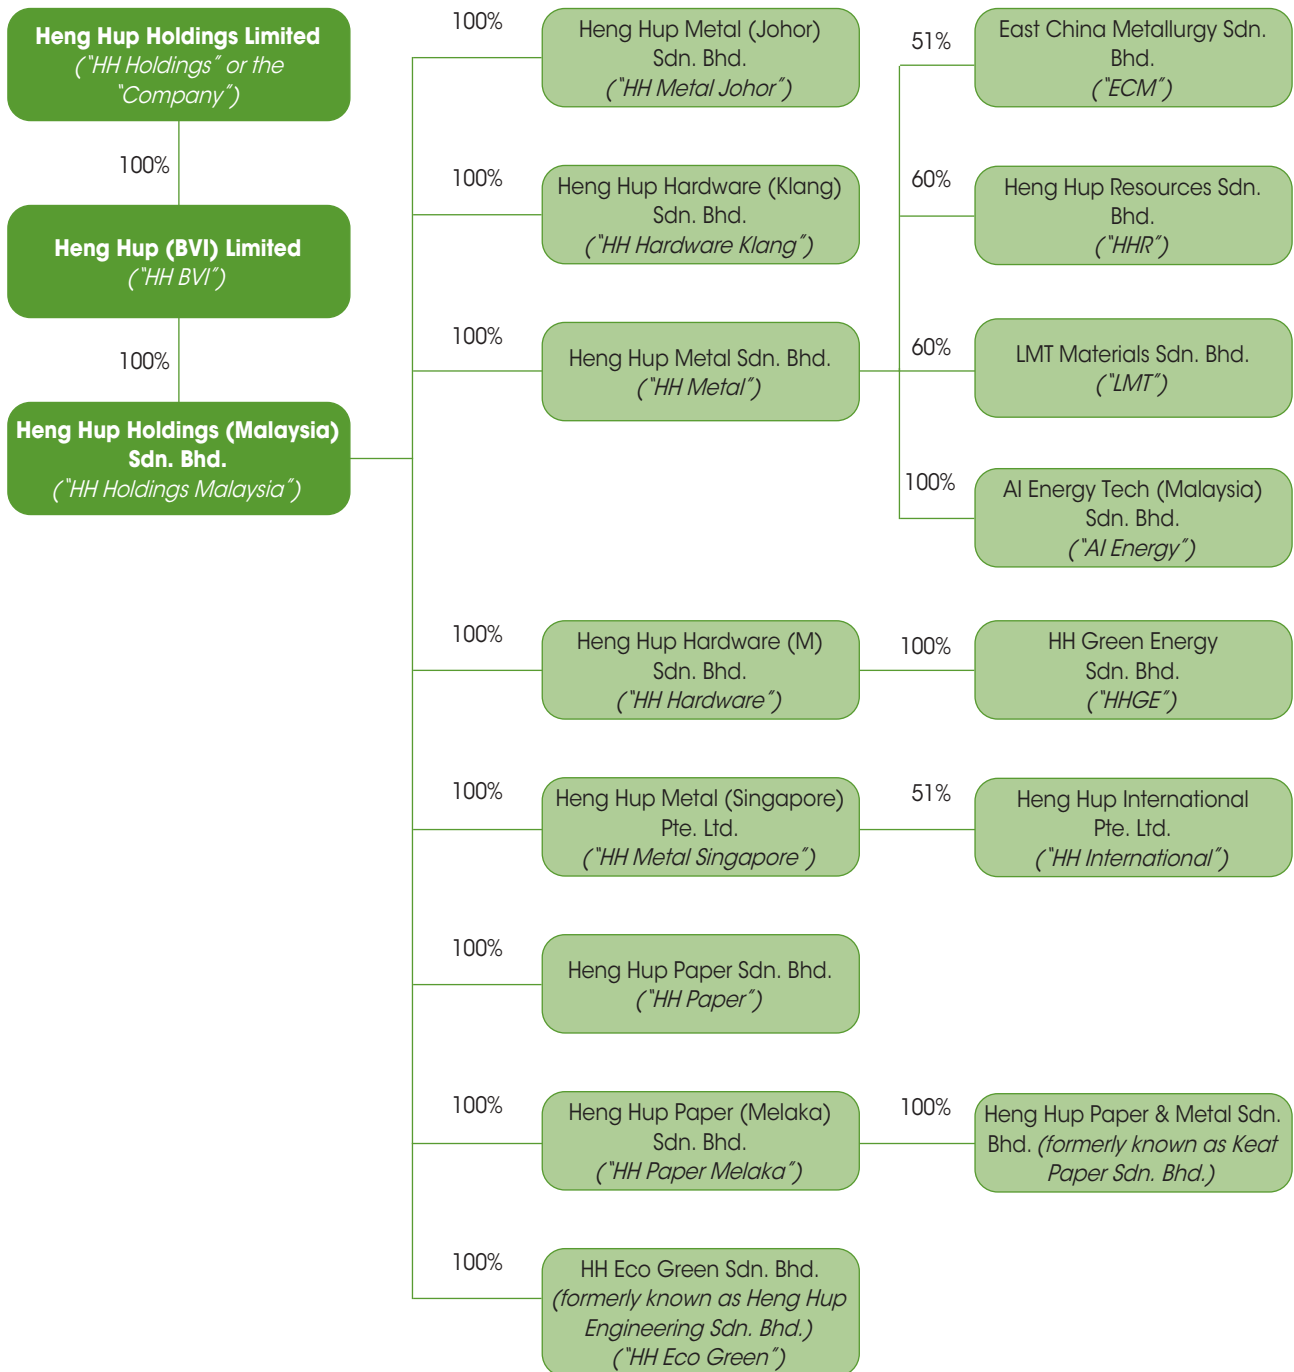 Heng Hup Holdings Limited
(“HH Holdings” or the
“Company”)
100%
Heng Hup (BVI) Limited
(“HH BVI”)
100%
Heng Hup Holdings (Malaysia)
Sdn. Bhd.
(“HH Holdings Malaysia”)
100%
Heng Hup Metal (Johor)
Sdn. Bhd.
(“HH Metal Johor”)
100%
Heng Hup Hardware (Klang)
Sdn. Bhd.
(“HH Hardware Klang”)
100%
Heng Hup Metal Sdn. Bhd.
(“HH Metal”)
51%
East China Metallurgy Sdn.
Bhd.
(“ECM”)
60%
Heng Hup Resources Sdn.
Bhd.
(“HHR”)
60%
LMT Materials Sdn. Bhd.
(“LMT”)
100%
AI Energy Tech (Malaysia)
Sdn. Bhd.
(“AI Energy”)
100%
Heng Hup Hardware (M)
Sdn. Bhd.
(“HH Hardware”)
100%
HH Green Energy
Sdn. Bhd.
(“HHGE”)
100%
Heng Hup Metal (Singapore)
Pte. Ltd.
(“HH Metal Singapore”)
51%
Heng Hup International
Pte. Ltd.
(“HH International”)
100%
Heng Hup Paper Sdn. Bhd.
(“HH Paper”)
100%
Heng Hup Paper (Melaka)
Sdn. Bhd.
(“HH Paper Melaka”)
100%
Heng Hup Paper & Metal Sdn.
Bhd. (formerly known as Keat
Paper Sdn. Bhd.)
100%
HH Eco Green Sdn. Bhd.
(formerly known as Heng Hup
Engineering Sdn. Bhd.)
(“HH Eco Green”)